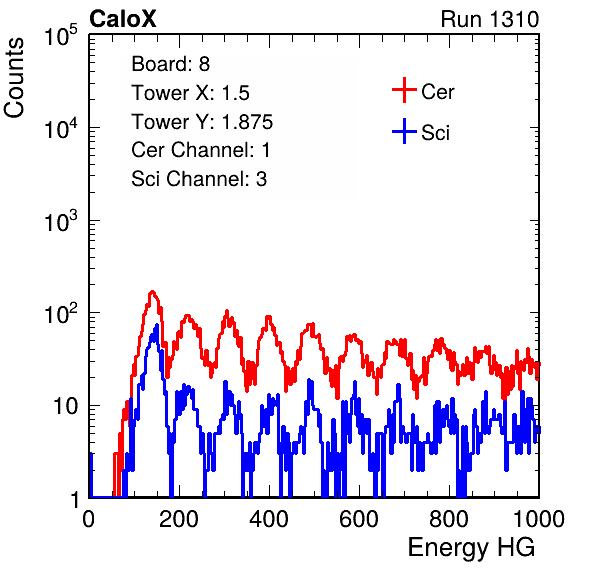 CaloX Run 1310
Counts
10^5
10^4
10^3
10^2
10
1
Board: 8
Tower X: 1.5
Tower Y: 1.875
Cer Channel: 1
Sci Channel: 3
Cer
Sci
0 200 400 600 800 1000
Energy HG